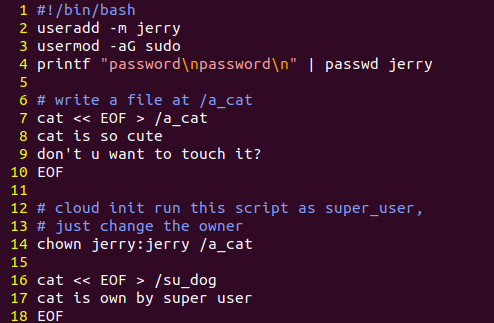 1 #!/bin/bash
2 useradd -m jerry
3 usermod -aG sudo
4 printf "password\npassword\n" | passwd jerry
5
6 # write a file at /a_cat
7 cat << EOF > /a_cat
8 cat is so cute
9 don't u want to touch it?
10 EOF
11
12 # cloud init run this script as super_user,
13 # just change the owner
14 chown jerry:jerry /a_cat
15
16 cat << EOF > /su_dog
17 cat is own by super user
18 EOF